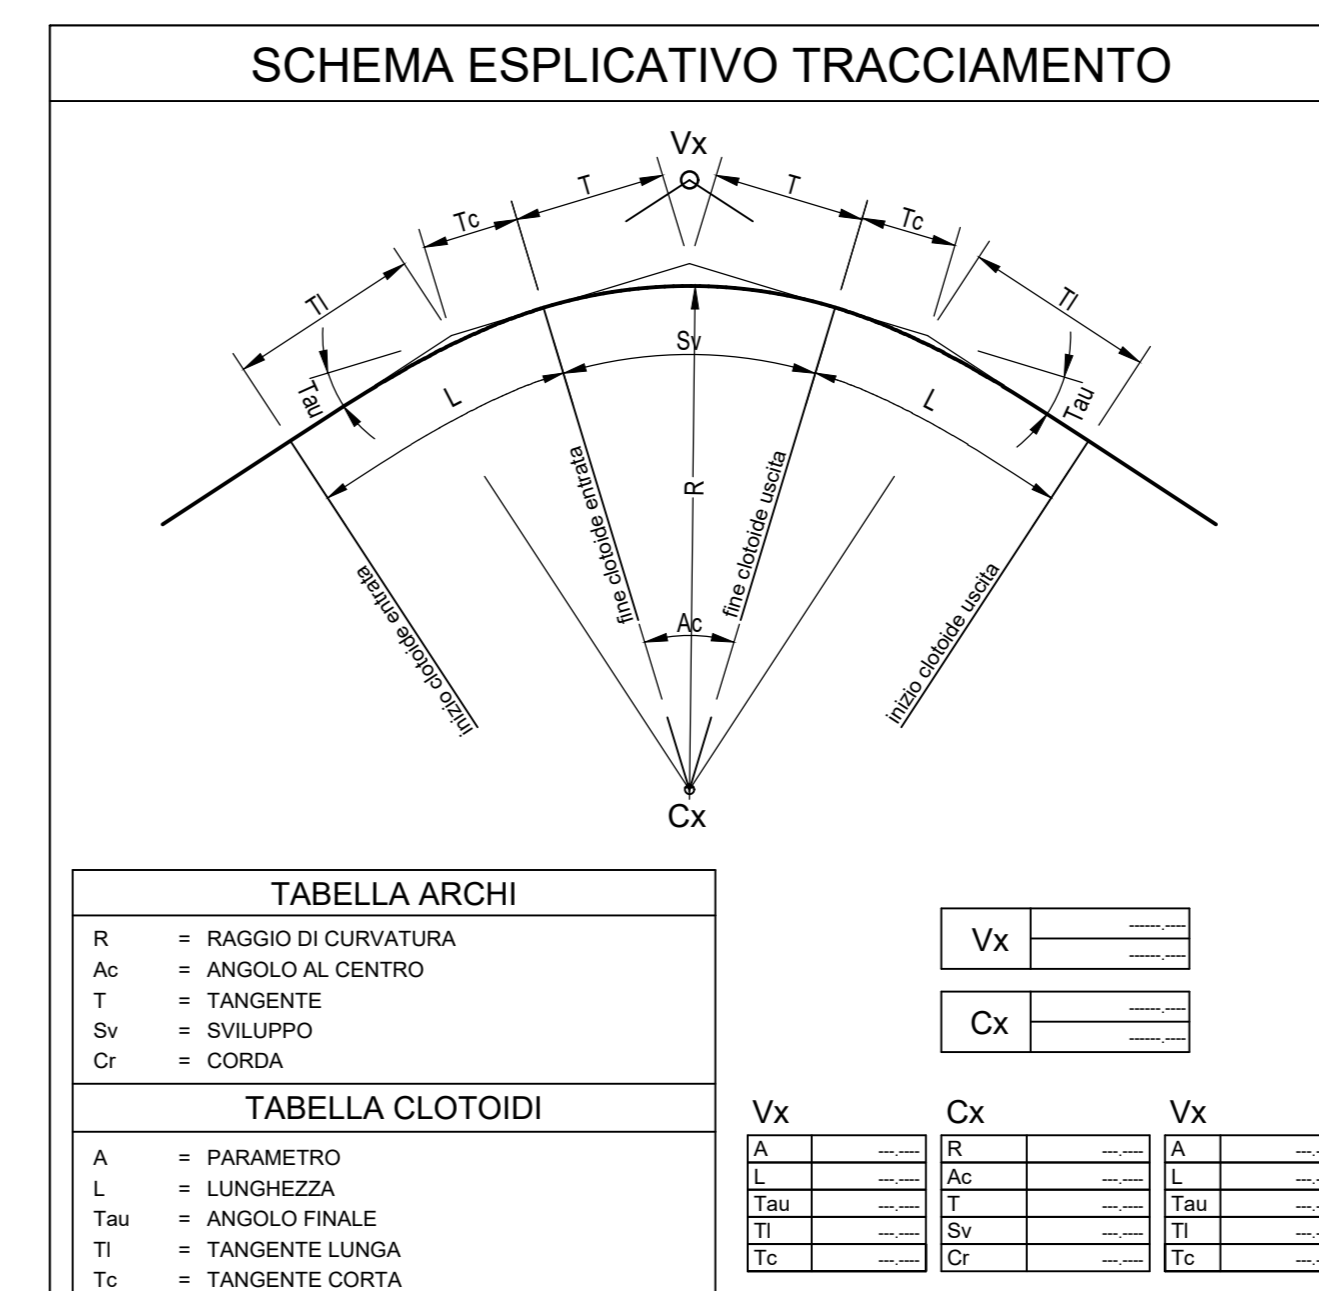 SCHEMA ESPLICATIVO TRACCIAMENTO
Vx
T
T
Tc
Tc
Tl
Tl
Sv
Tau
Tau
L
L
R
fine clotoide entrata
fine clotoide uscita
inizio clotoide entrata
inizio clotoide uscita
Ac
Cx
TABELLA ARCHI
R = RAGGIO DI CURVATURA
Ac = ANGOLO AL CENTRO
T = TANGENTE
Sv = SVILUPPO
Cr = CORDA
TABELLA CLOTOIDI
A = PARAMETRO
L = LUNGHEZZA
Tau = ANGOLO FINALE
Tl = TANGENTE LUNGA
Tc = TANGENTE CORTA
Vx ------.----
------.----
Cx ------.----
------.----
Vx Cx Vx
A ---.---- R ---.---- A ---.-
L ---.---- Ac ---.---- L ---.-
Tau ---.---- T ---.---- Tau ---.-
Tl ---.---- Sv ---.---- Tl ---.-
Tc ---.---- Cr ---.---- Tc ---.-